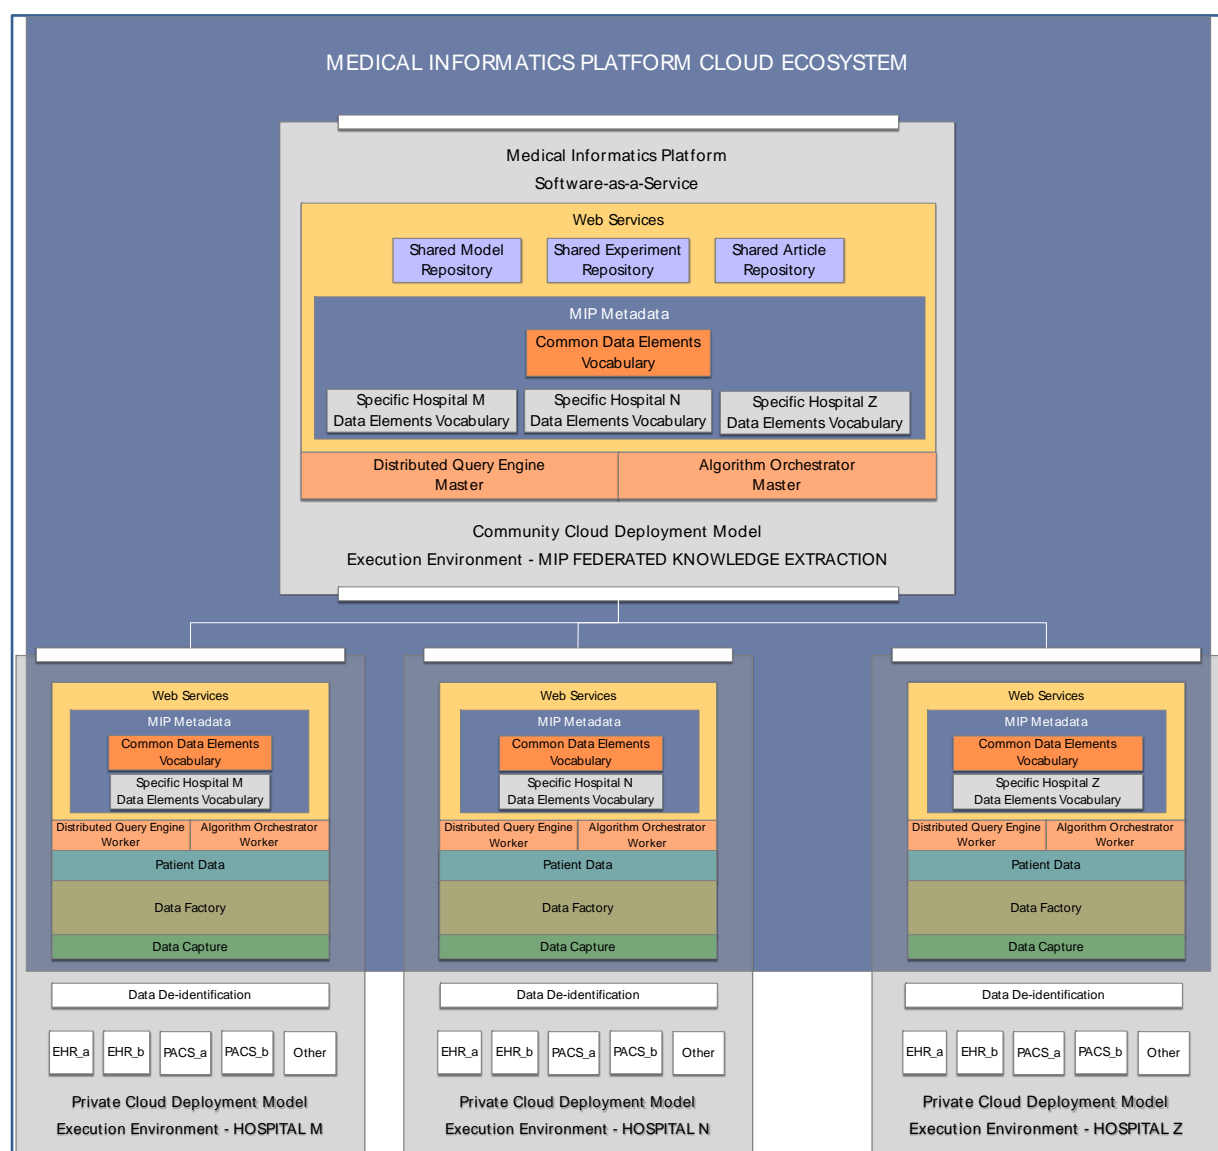 MEDICAL INFORMATICS PLATFORM CLOUD ECOSYSTEM
Medical Informatics Platform
Software-as-a-Service
Web Services
Shared Model
Repository
Shared Experiment
Repository
Shared Article
Repository
MIP Metadata
Common Data Elements
Vocabulary
Specific Hospital M
Data Elements Vocabulary
Specific Hospital N
Data Elements Vocabulary
Specific Hospital Z
Data Elements Vocabulary
Distributed Query Engine
Master
Algorithm Orchestrator
Master
Community Cloud Deployment Model
Execution Environment - MIP FEDERATED KNOWLEDGE EXTRACTION
Web Services
MIP Metadata
Common Data Elements
Vocabulary
Specific Hospital M
Data Elements Vocabulary
Distributed Query Engine
Worker
Algorithm Orchestrator
Worker
Patient Data
Data Factory
Data Capture
Data De-identification
EHR_a
EHR_b
PACS_a
PACS_b
Other
Private Cloud Deployment Model
Execution Environment - HOSPITAL M
Web Services
MIP Metadata
Common Data Elements
Vocabulary
Specific Hospital N
Data Elements Vocabulary
Distributed Query Engine
Worker
Algorithm Orchestrator
Worker
Patient Data
Data Factory
Data Capture
Data De-identification
EHR_a
EHR_b
PACS_a
PACS_b
Other
Private Cloud Deployment Model
Execution Environment - HOSPITAL N
Web Services
MIP Metadata
Common Data Elements
Vocabulary
Specific Hospital Z
Data Elements Vocabulary
Distributed Query Engine
Worker
Algorithm Orchestrator
Worker
Patient Data
Data Factory
Data Capture
Data De-identification
EHR_a
EHR_b
PACS_a
PACS_b
Other
Private Cloud Deployment Model
Execution Environment - HOSPITAL Z